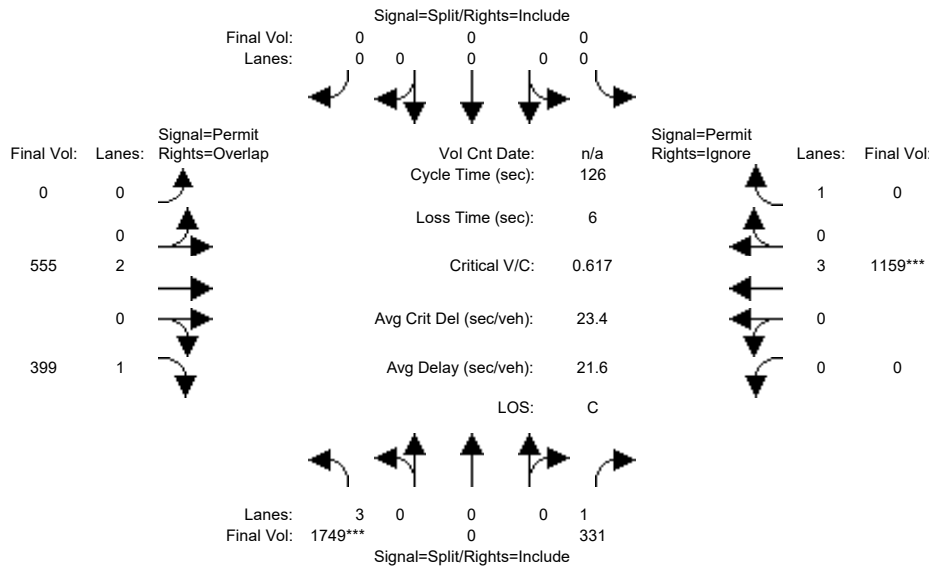 Signal=Split/Rights=Include
Final Vol: 0 0 0
Lanes: 0 0 0 0 0
Signal=Permit Signal=Permit
Final Vol: Lanes: Rights=Overlap Vol Cnt Date: n/a Rights=Ignore Lanes: Final Vol:
Cycle Time (sec): 126
0 0 1 0
Loss Time (sec): 6
0 0
555 2 Critical V/C: 0.617 3 1159***
0 Avg Crit Del (sec/veh): 23.4 0
399 1 Avg Delay (sec/veh): 21.6 0 0
LOS: C
Lanes: 3 0 0 0 1
Final Vol: 1749*** 0 331
Signal=Split/Rights=Include